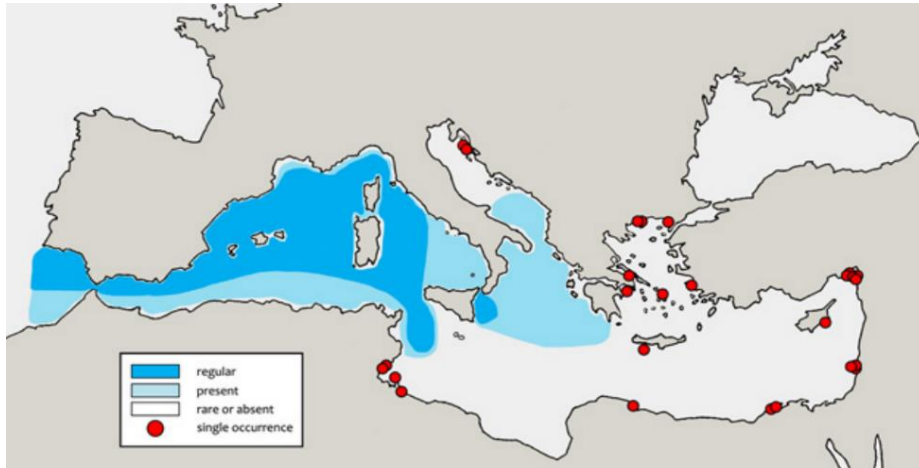 regular
present
rare or absent
single occurrence